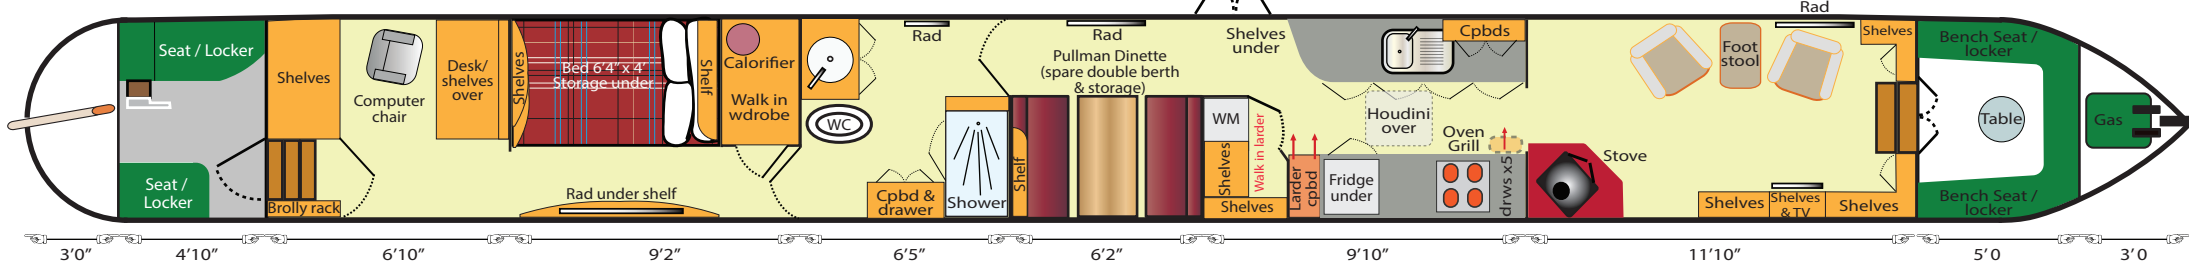 Seat / Locker
Seat /
Locker
Shelves
Brolly rack
Computer
chair
Desk/
shelves
over
Shelves
Bed 6’4” x 4’
Storage under
Shelf
Rad under shelf
Calorifier
Walk in
wdrobe
WC
Rad
Cpbd &
drawer
Shower
Rad
Pullman Dinette
(spare double berth
& storage)
Shelf
WM
Shelves
Walk in larder
Shelves
Shelves
under
Cpbds
Houdini
over
Larder
cpbd
Fridge
under
Oven
Grill
drws x5
Stove
Foot
stool
Rad
Shelves
Shelves
Shelves
& TV
Shelves
Bench Seat /
locker
Table
Bench Seat /
locker
Gas
3’0”
4’10”
6’10”
9’2”
6’5”
6’2”
9’10”
11’10”
5’0
3’0